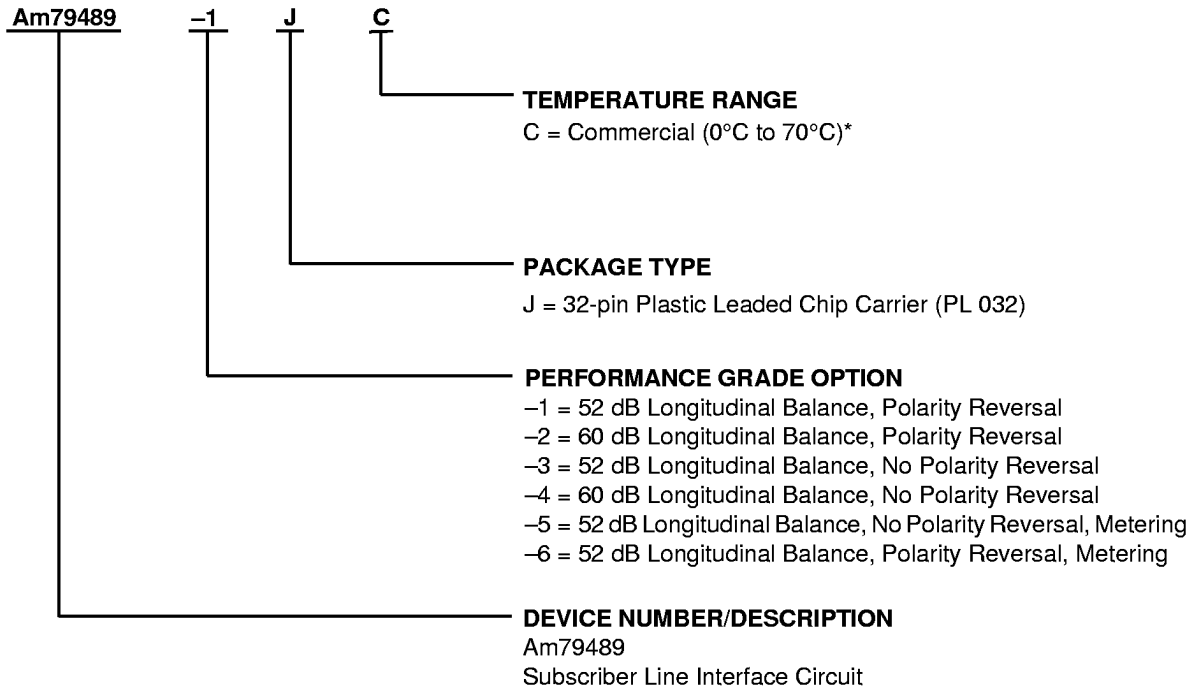 Am79489 –1 J C
TEMPERATURE RANGE
C = Commercial (0°C to 70°C)*
PACKAGE TYPE
J = 32-pin Plastic Leaded Chip Carrier (PL 032)
PERFORMANCE GRADE OPTION
–1 = 52 dB Longitudinal Balance, Polarity Reversal
–2 = 60 dB Longitudinal Balance, Polarity Reversal
–3 = 52 dB Longitudinal Balance, No Polarity Reversal
–4 = 60 dB Longitudinal Balance, No Polarity Reversal
–5 = 52 dB Longitudinal Balance, No Polarity Reversal, Metering
–6 = 52 dB Longitudinal Balance, Polarity Reversal, Metering
DEVICE NUMBER/DESCRIPTION
Am79489
Subscriber Line Interface Circuit